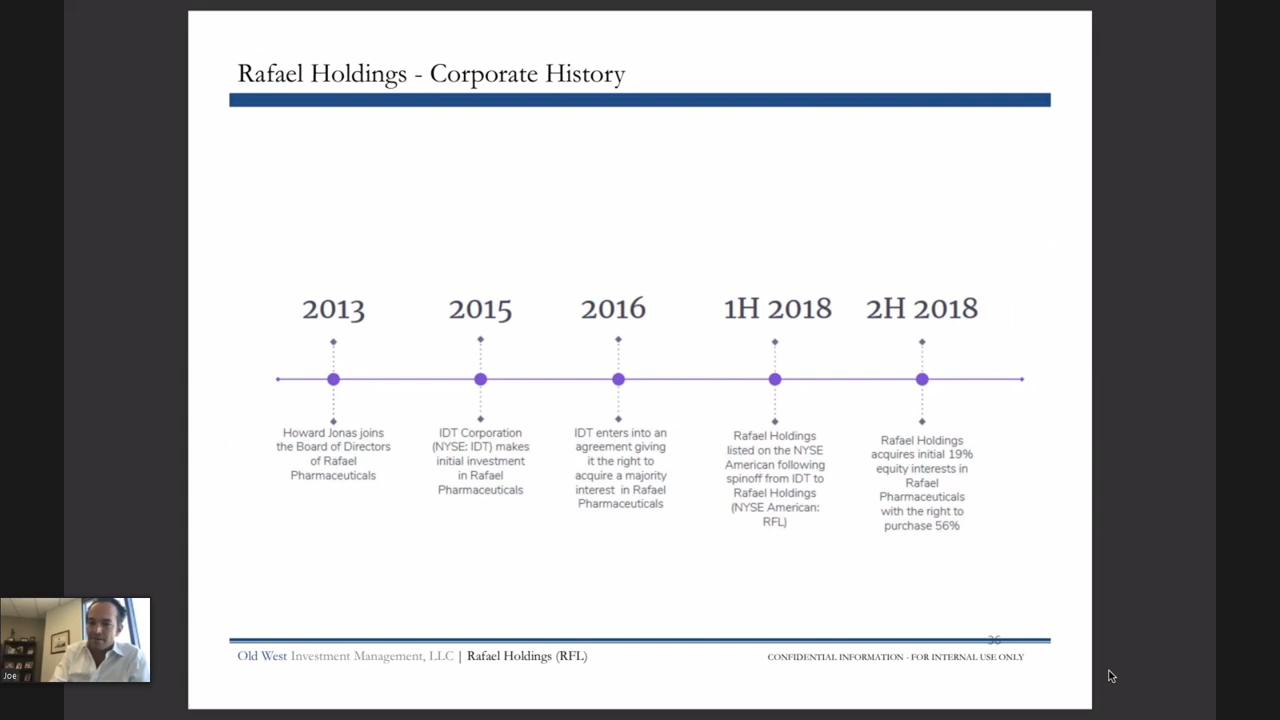 Rafael Holdings - Corporate History
2013
2015
2016
1H 2018
2H 2018
Howard Jonas joins
the Board of Directors
of Rafael
Pharmaceuticals
IDT Corporation
(NYSE: IDT) makes
initial investment
in Rafael
Pharmaceuticals
IDT enters into an
agreement giving
it the right to
acquire a majority
interest in Rafael
Pharmaceuticals
Rafael Holdings
listed on the NYSE
American following
spinoff from IDT to
Rafael Holdings
(NYSE American:
RFL)
Rafael Holdings
acquires initial 19%
equity interests in
Rafael
Pharmaceuticals
with the right to
purchase 56%
36
Old West Investment Management, LLC | Rafael Holdings (RFL)
CONFIDENTIAL INFORMATION - FOR INTERNAL USE ONLY
Joe